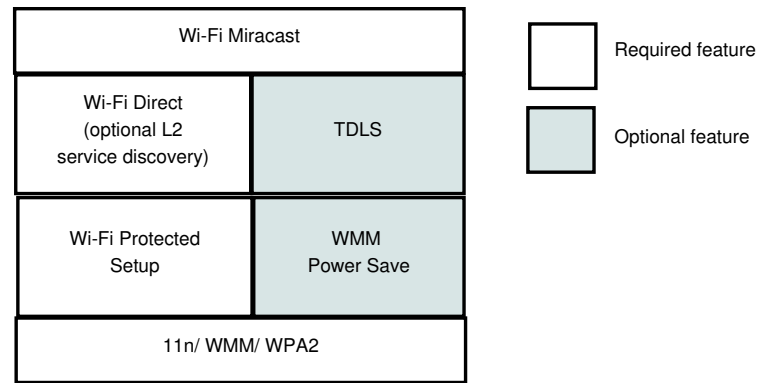 Wi-Fi Miracast
Required feature
Wi-Fi Direct
(optional L2
service discovery)
TDLS
Optional feature
Wi-Fi Protected
Setup
WMM
Power Save
11n/ WMM/ WPA2